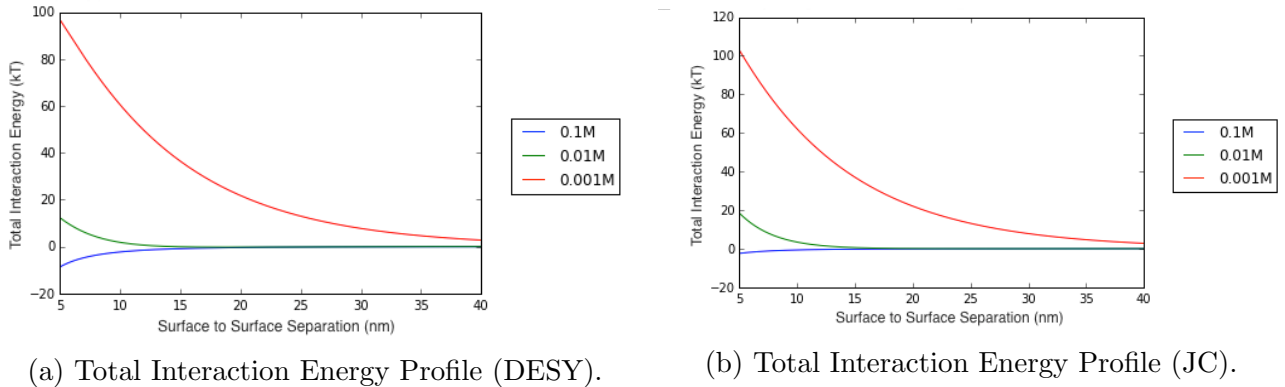 Total Interaction Energy (kT)
100
80
60
40
20
0
−20
5 10 15 20 25 30 35 40
Surface to Surface Separation (nm)
0.1M
0.01M
0.001M
(a) Total Interaction Energy Profile (DESY).
Total Interaction Energy (kT)
120
100
80
60
40
20
0
−20
5 10 15 20 25 30 35 40
Surface to Surface Separation (nm)
0.1M
0.01M
0.001M
(b) Total Interaction Energy Profile (JC).